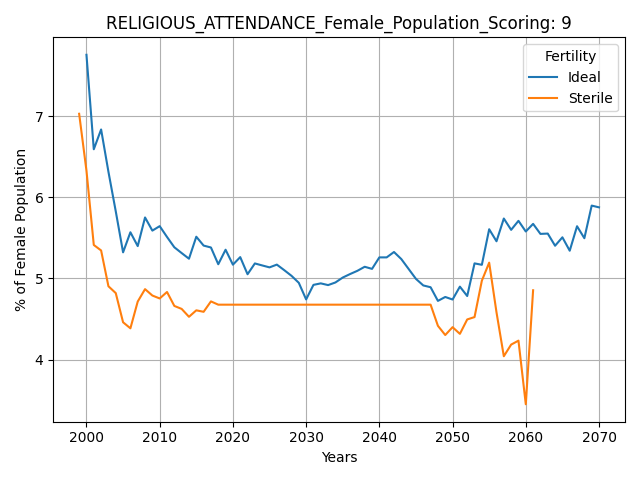 RELIGIOUS_ATTENDANCE_Female_Population_Scoring: 9
Fertility
Ideal
Sterile
% of Female Population
7
6
5
4
2000 2010 2020 2030 2040 2050 2060 2070
Years